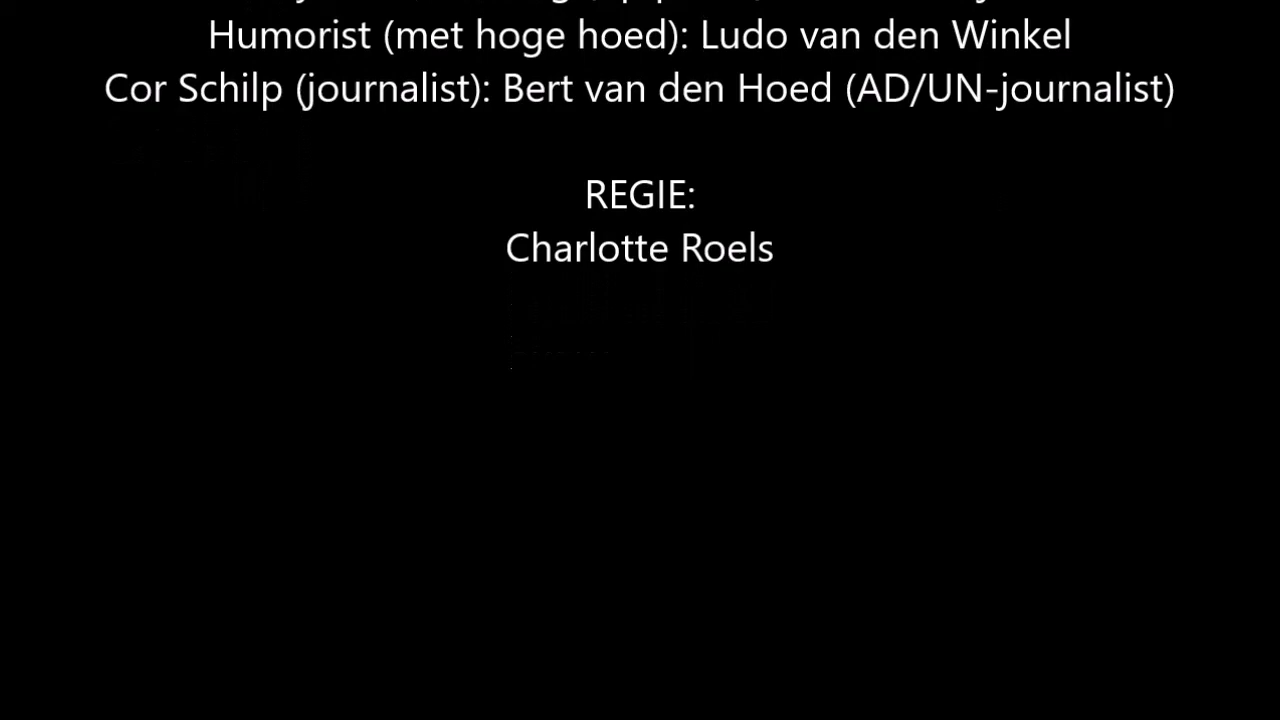 Humorist (met hoge hoed): Ludo van den Winkel
Cor Schilp (journalist): Bert van den Hoed (AD/UN-journalist)
REGIE:
Charlotte Roels